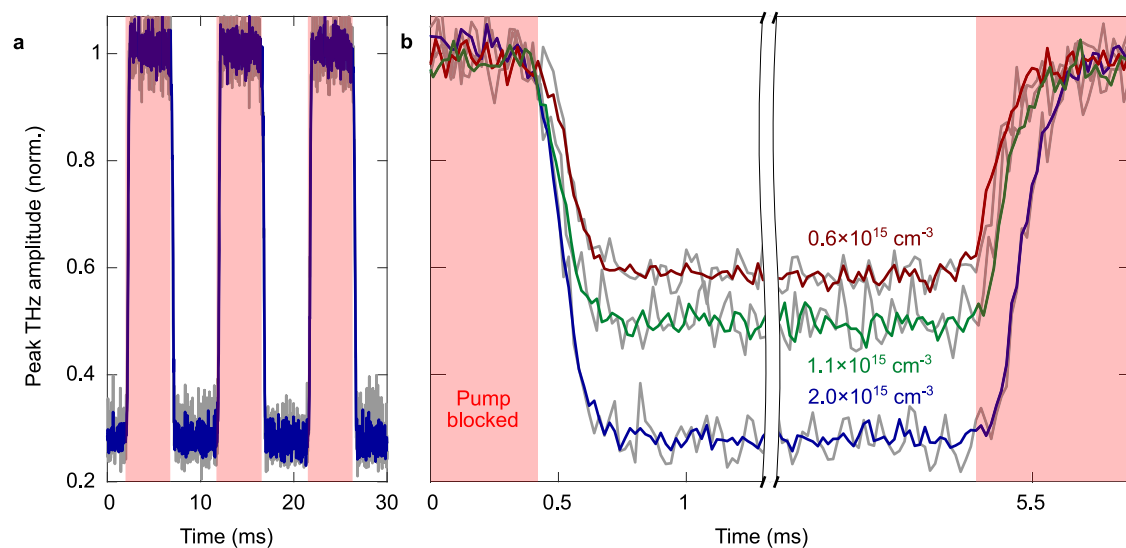 a
b
Peak THz amplitude (norm.)
1
0.8
0.6
0.4
0.2
0
10
20
30
Time (ms)
0.6×10¹⁵ cm⁻³
1.1×10¹⁵ cm⁻³
2.0×10¹⁵ cm⁻³
Pump
blocked
0
0.5
1
5.5
Time (ms)